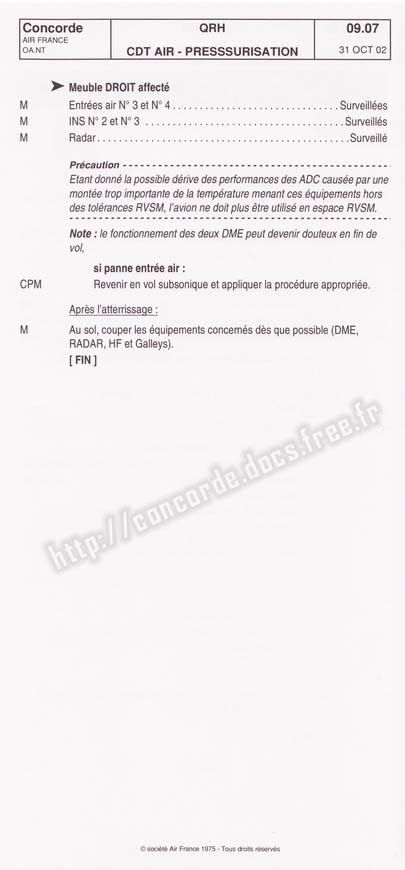 Concorde
AIR FRANCE
OA.NT
QRH
CDT AIR - PRESSSURISATION
09.07
31 OCT 02
➤ Meuble DROIT affecté
M Entrées air N° 3 et N° 4 . . . . . . . . . . . . . . . . . . . . . . . . . . . . . . Surveillées
M INS N° 2 et N° 3 . . . . . . . . . . . . . . . . . . . . . . . . . . . . . . . . . . . Surveillés
M Radar. . . . . . . . . . . . . . . . . . . . . . . . . . . . . . . . . . . . . . . . . . . . . Surveillé
Précaution - - - - - - - - - - - - - - - - - - - - - - - - - - - - - - - - - - - - - - - -
Etant donné la possible dérive des performances des ADC causée par une
montée trop importante de la température menant ces équipements hors
des tolérances RVSM, l'avion ne doit plus être utilisé en espace RVSM.
Note : le fonctionnement des deux DME peut devenir douteux en fin de
vol,
si panne entrée air :
CPM Revenir en vol subsonique et appliquer la procédure appropriée.
Après l'atterrissage :
M Au sol, couper les équipements concernés dès que possible (DME,
RADAR, HF et Galleys).
[ FIN ]
http://concorde.docs.free.fr
© société Air France 1975 - Tous droits réservés